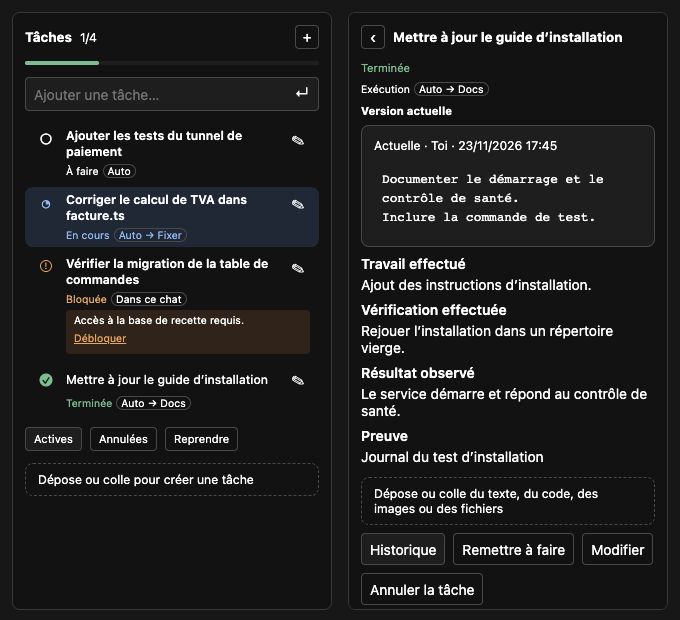 Tâches 1/4
+
Ajouter une tâche...
Ajouter les tests du tunnel de
paiement
À faire Auto
Corriger le calcul de TVA dans
facture.ts
En cours Auto → Fixer
Vérifier la migration de la table de
commandes
Bloquée Dans ce chat
Accès à la base de recette requis.
Débloquer
Mettre à jour le guide d’installation
Terminée Auto → Docs
Actives Annulées Reprendre
Dépose ou colle pour créer une tâche
‹ Mettre à jour le guide d’installation
Terminée
Exécution Auto → Docs
Version actuelle
Actuelle · Toi · 23/11/2026 17:45
Documenter le démarrage et le
contrôle de santé.
Inclure la commande de test.
Travail effectué
Ajout des instructions d’installation.
Vérification effectuée
Rejouer l’installation dans un répertoire
vierge.
Résultat observé
Le service démarre et répond au contrôle de
santé.
Preuve
Journal du test d’installation
Dépose ou colle du texte, du code, des
images ou des fichiers
Historique Remettre à faire Modifier
Annuler la tâche